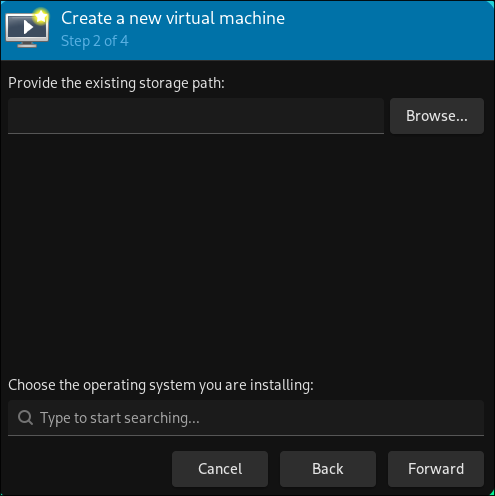 Create a new virtual machine
Step 2 of 4
Provide the existing storage path:
Browse...
Choose the operating system you are installing:
Type to start searching...
Cancel
Back
Forward